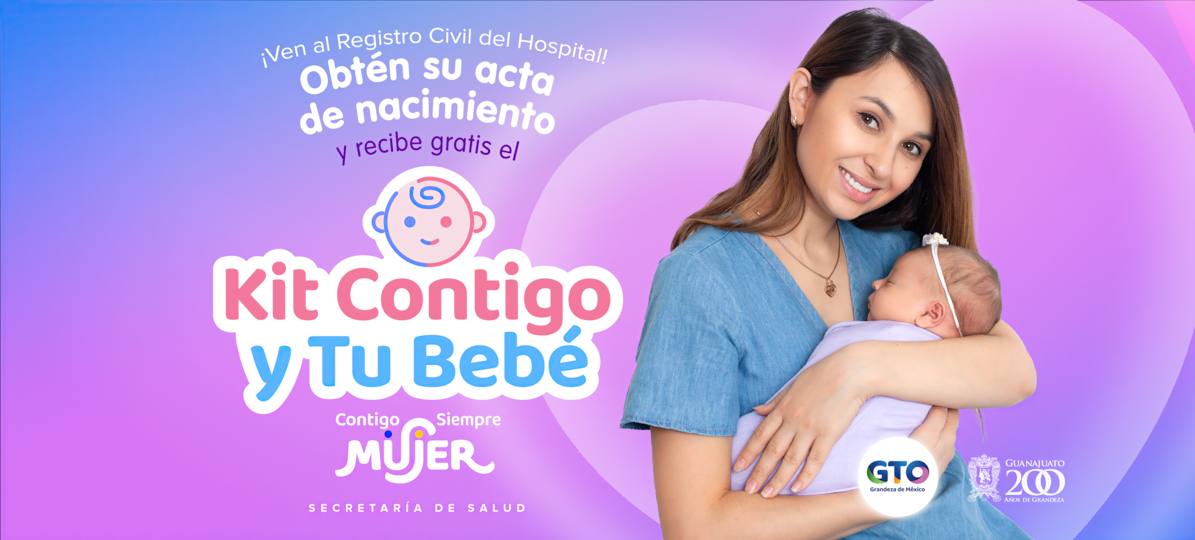 ¡Ven al Registro Civil del Hospital!
Obtén su acta
de nacimiento
y recibe gratis el
Kit Contigo
y Tu Bebé
Contigo Siempre
MUJER
SECRETARÍA DE SALUD
GTO
Grandeza de México
GUANAJUATO
200
AÑOS DE GRANDEZA